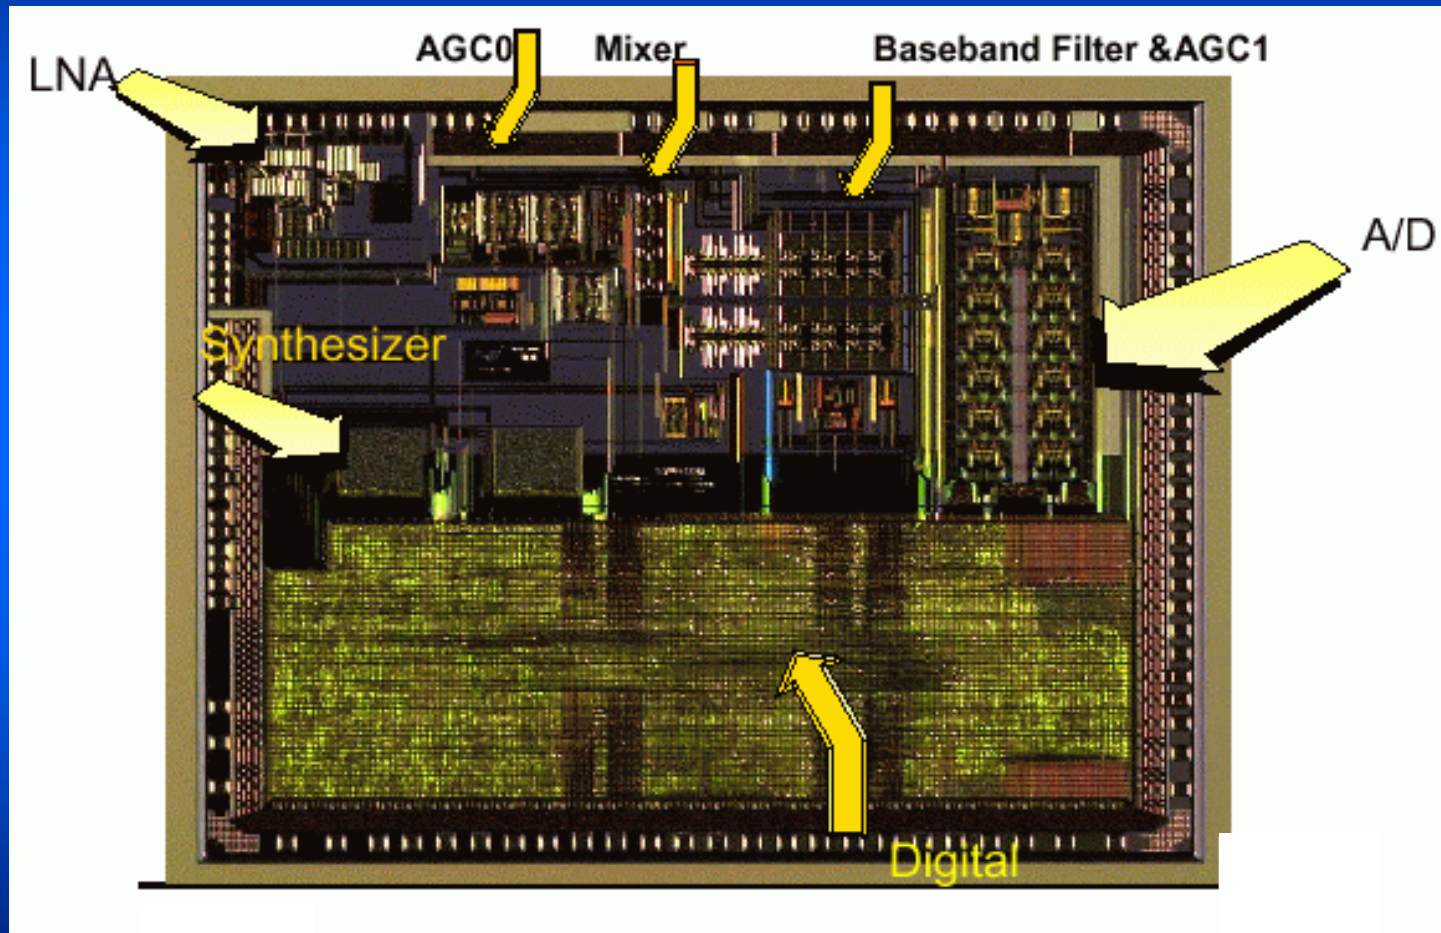 AGC0
Mixer
Baseband Filter &AGC1
LNA
A/D
Synthesizer
Digital